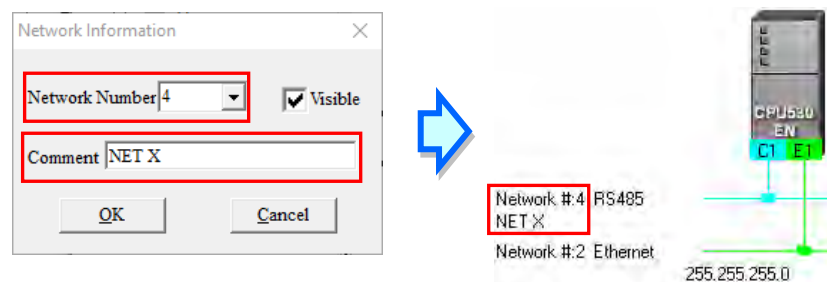 Network Information
Network Number 4
Visible
Comment NET X
OK
Cancel
CPU530
EN
C1 E1
Network #:4 RS485
NET X
Network #:2 Ethernet
255.255.255.0